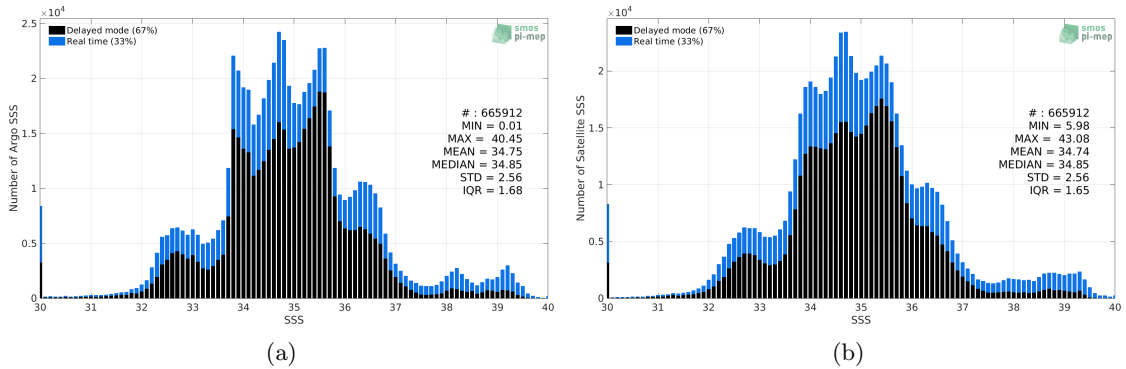 ×10⁴
Delayed mode (67%)
Real time (33%)
smos
pi-mep
# : 665912
MIN = 0.01
MAX = 40.45
MEAN = 34.75
MEDIAN = 34.85
STD = 2.56
IQR = 1.68
Number of Argo SSS
2.5
2
1.5
1
0.5
0
30 31 32 33 34 35 36 37 38 39 40
SSS
(a)
×10⁴
Delayed mode (67%)
Real time (33%)
smos
pi-mep
# : 665912
MIN = 5.98
MAX = 43.08
MEAN = 34.74
MEDIAN = 34.85
STD = 2.56
IQR = 1.65
Number of Satellite SSS
2
1.5
1
0.5
0
30 31 32 33 34 35 36 37 38 39 40
SSS
(b)